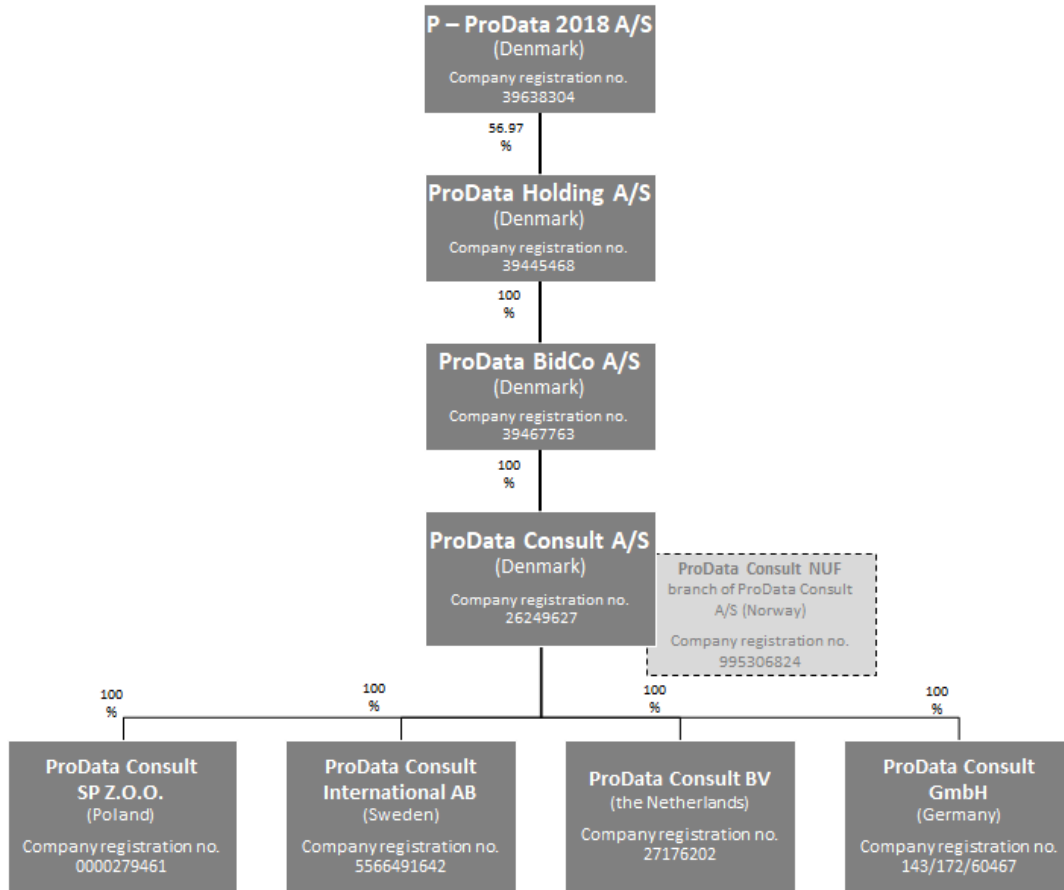 P – ProData 2018 A/S
(Denmark)
Company registration no.
39638304
56.97
%
ProData Holding A/S
(Denmark)
Company registration no.
39445468
100
%
ProData BidCo A/S
(Denmark)
Company registration no.
39467763
100
%
ProData Consult A/S
(Denmark)
Company registration no.
26249627
ProData Consult NUF
branch of ProData Consult
A/S (Norway)
Company registration no.
995306824
100
%
100
%
100
%
100
%
ProData Consult
SP Z.O.O.
(Poland)
Company registration no.
0000279461
ProData Consult
International AB
(Sweden)
Company registration no.
5566491642
ProData Consult BV
(the Netherlands)
Company registration no.
27176202
ProData Consult
GmbH
(Germany)
Company registration no.
143/172/60467